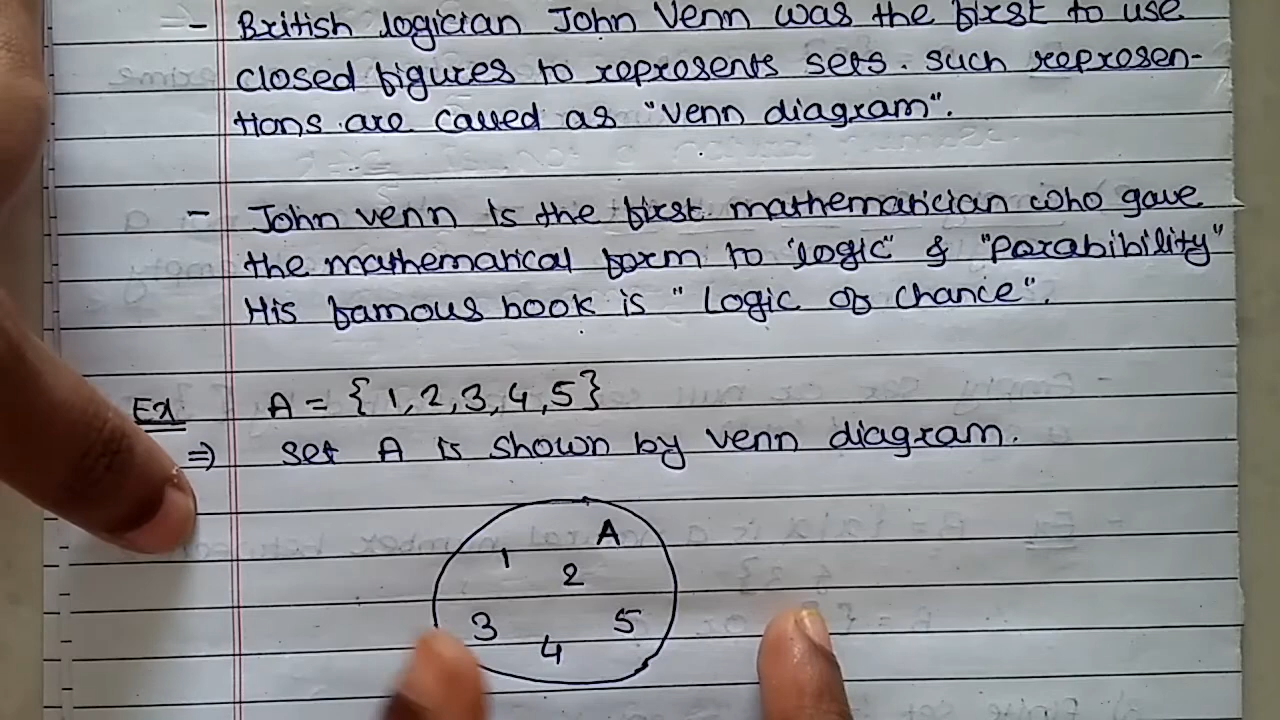 - British logician John Venn was the first to use
closed figures to represents sets. such represen-
tions are called as "venn diagram".
- John venn is the first mathematician who gave
the mathematical form to "logic" & "Parabibility"
His famous book is "Logic of chance".
Ex A = {1,2,3,4,5}
⇒ set A is shown by venn diagram.
A
1
2
3
5
4